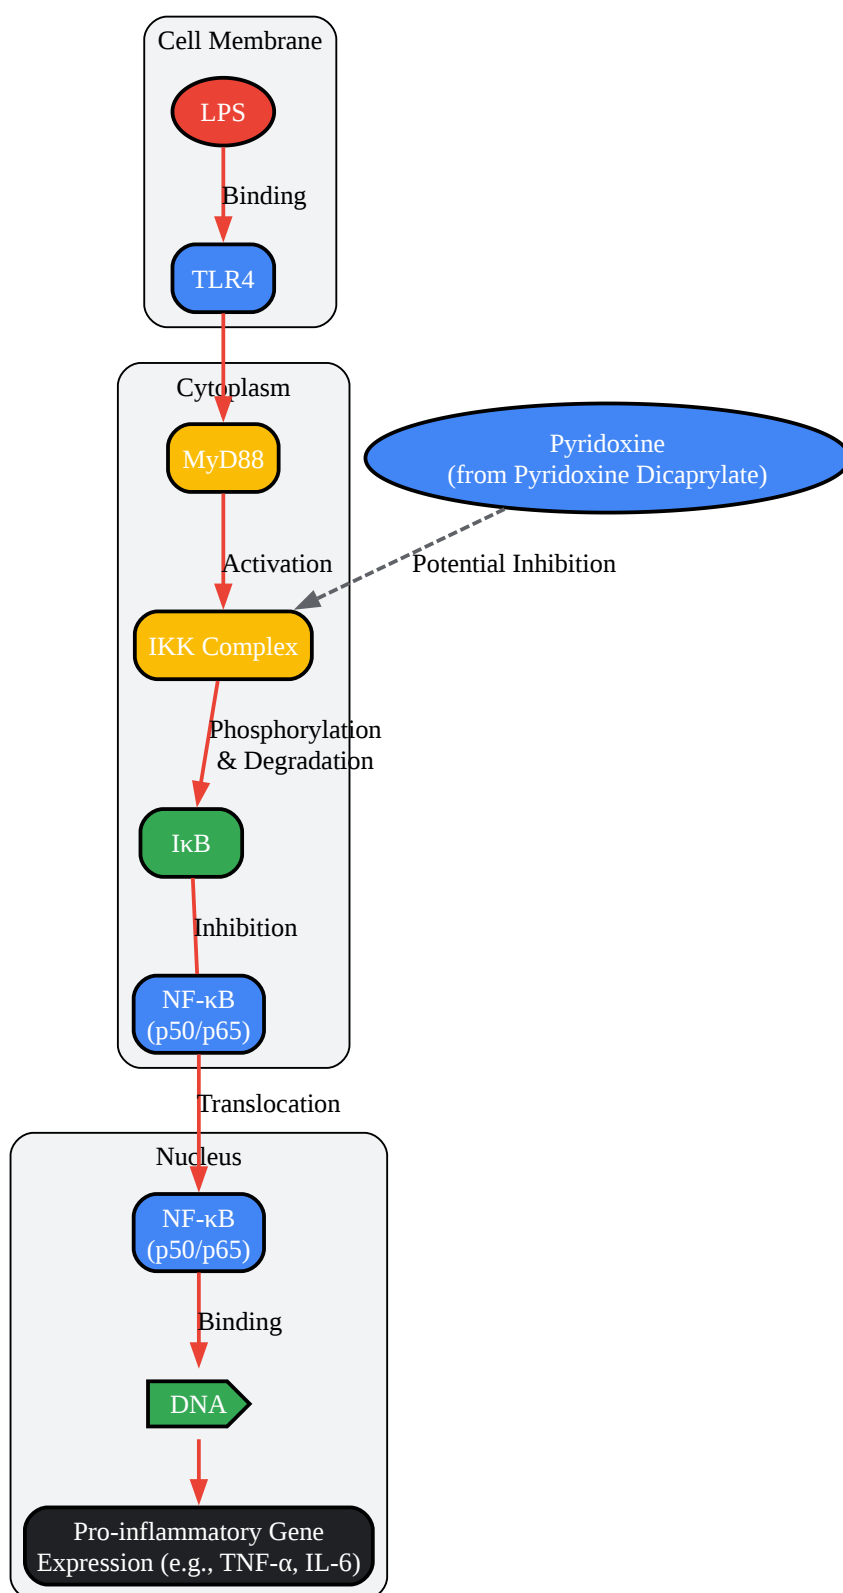 Cell Membrane
LPS
Binding
TLR4
Cytoplasm
MyD88
Pyridoxine
(from Pyridoxine Dicaprylate)
Activation
Potential Inhibition
IKK Complex
Phosphorylation
& Degradation
IκB
Inhibition
NF-κB
(p50/p65)
Translocation
Nucleus
NF-κB
(p50/p65)
Binding
DNA
Pro-inflammatory Gene
Expression (e.g., TNF-α, IL-6)